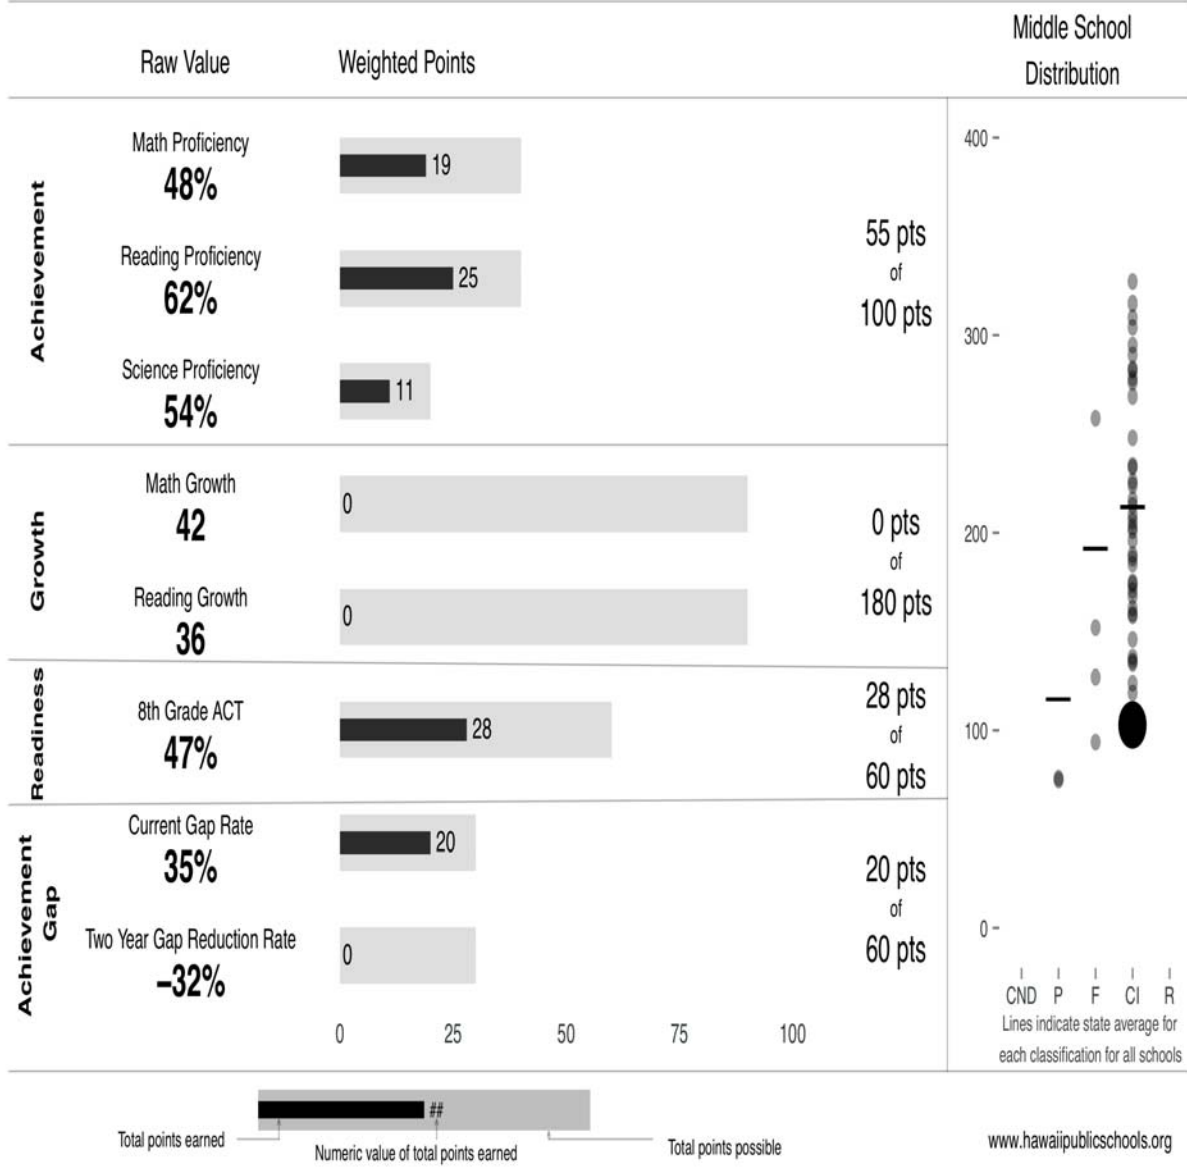 Raw Value
Weighted Points
Middle School
Distribution
Achievement
Math Proficiency
48%
19
Reading Proficiency
62%
25
Science Proficiency
54%
11
55 pts
of
100 pts
Growth
Math Growth
42
0
Reading Growth
36
0
0 pts
of
180 pts
Readiness
8th Grade ACT
47%
28
28 pts
of
60 pts
Achievement
Gap
Current Gap Rate
35%
20
Two Year Gap Reduction Rate
–32%
0
20 pts
of
60 pts
0 25 50 75 100
400
300
200
100
0
CND P F CI R
Lines indicate state average for
each classification for all schools
##
Total points earned
Numeric value of total points earned
Total points possible
www.hawaiipublicschools.org